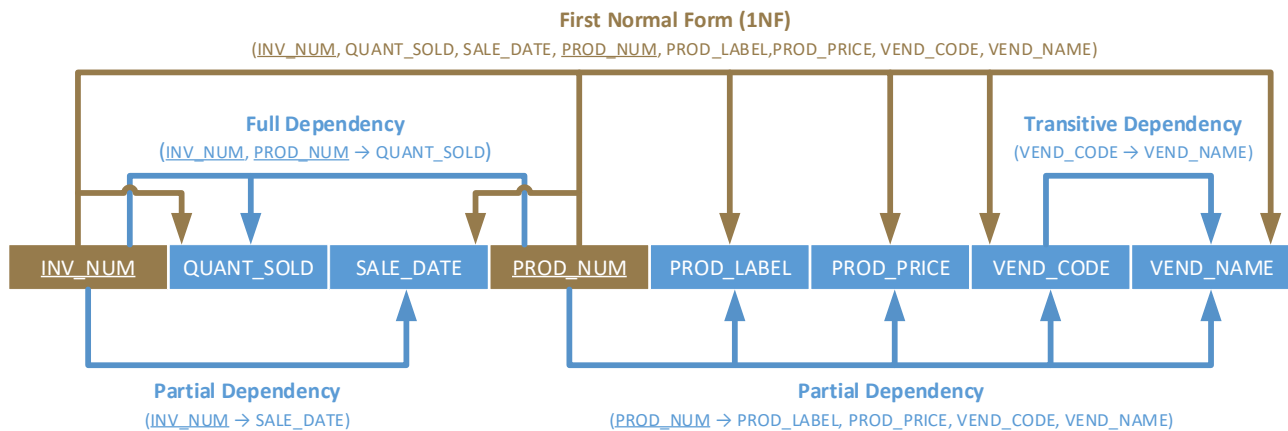 First Normal Form (1NF)
(INV_NUM, QUANT_SOLD, SALE_DATE, PROD_NUM, PROD_LABEL,PROD_PRICE, VEND_CODE, VEND_NAME)
Full Dependency
(INV_NUM, PROD_NUM → QUANT_SOLD)
Transitive Dependency
(VEND_CODE → VEND_NAME)
INV_NUM QUANT_SOLD SALE_DATE PROD_NUM PROD_LABEL PROD_PRICE VEND_CODE VEND_NAME
Partial Dependency
(INV_NUM → SALE_DATE)
Partial Dependency
(PROD_NUM → PROD_LABEL, PROD_PRICE, VEND_CODE, VEND_NAME)